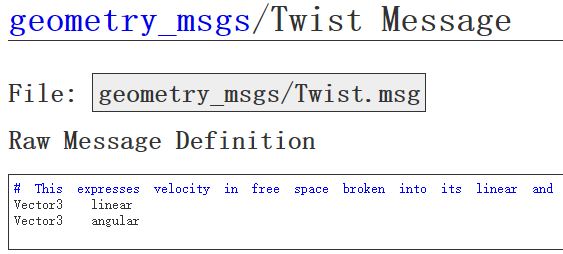 geometry_msgs/Twist Message
File: geometry_msgs/Twist.msg
Raw Message Definition
# This expresses velocity in free space broken into its linear and
Vector3 linear
Vector3 angular